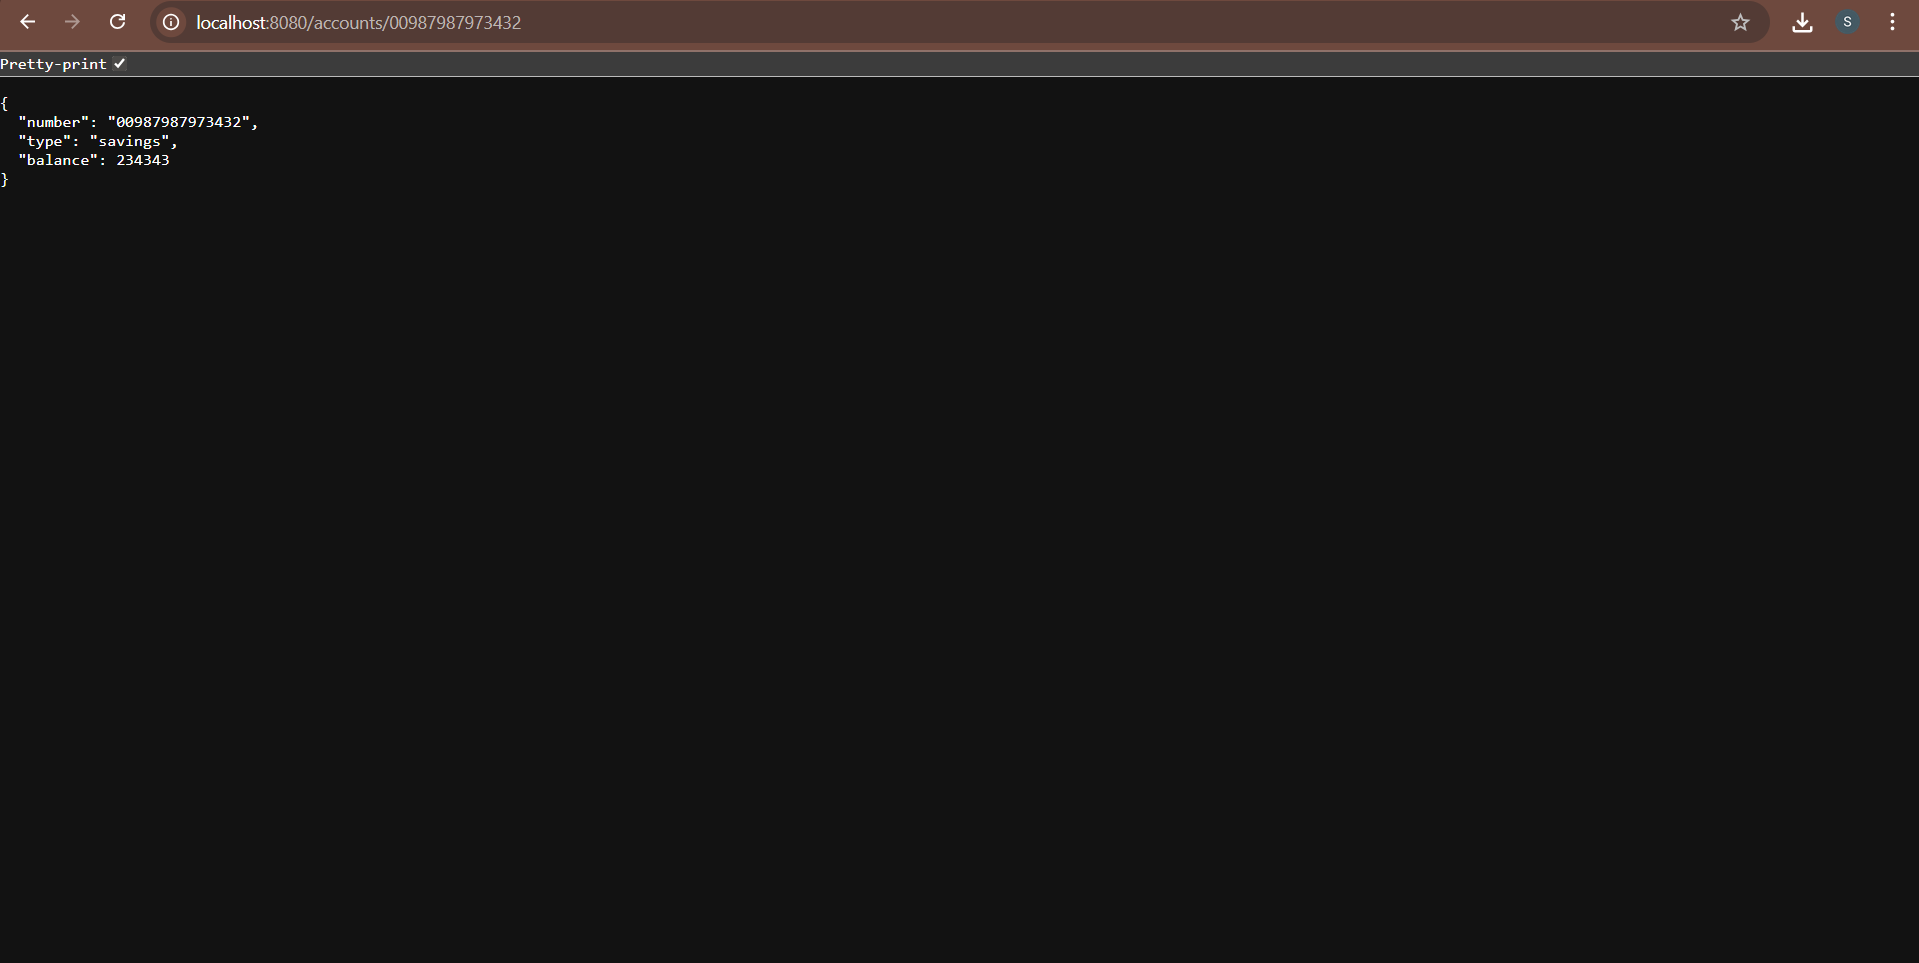 localhost:8080/accounts/00987987973432
S
Pretty-print
{
  "number": "00987987973432",
  "type": "savings",
  "balance": 234343
}